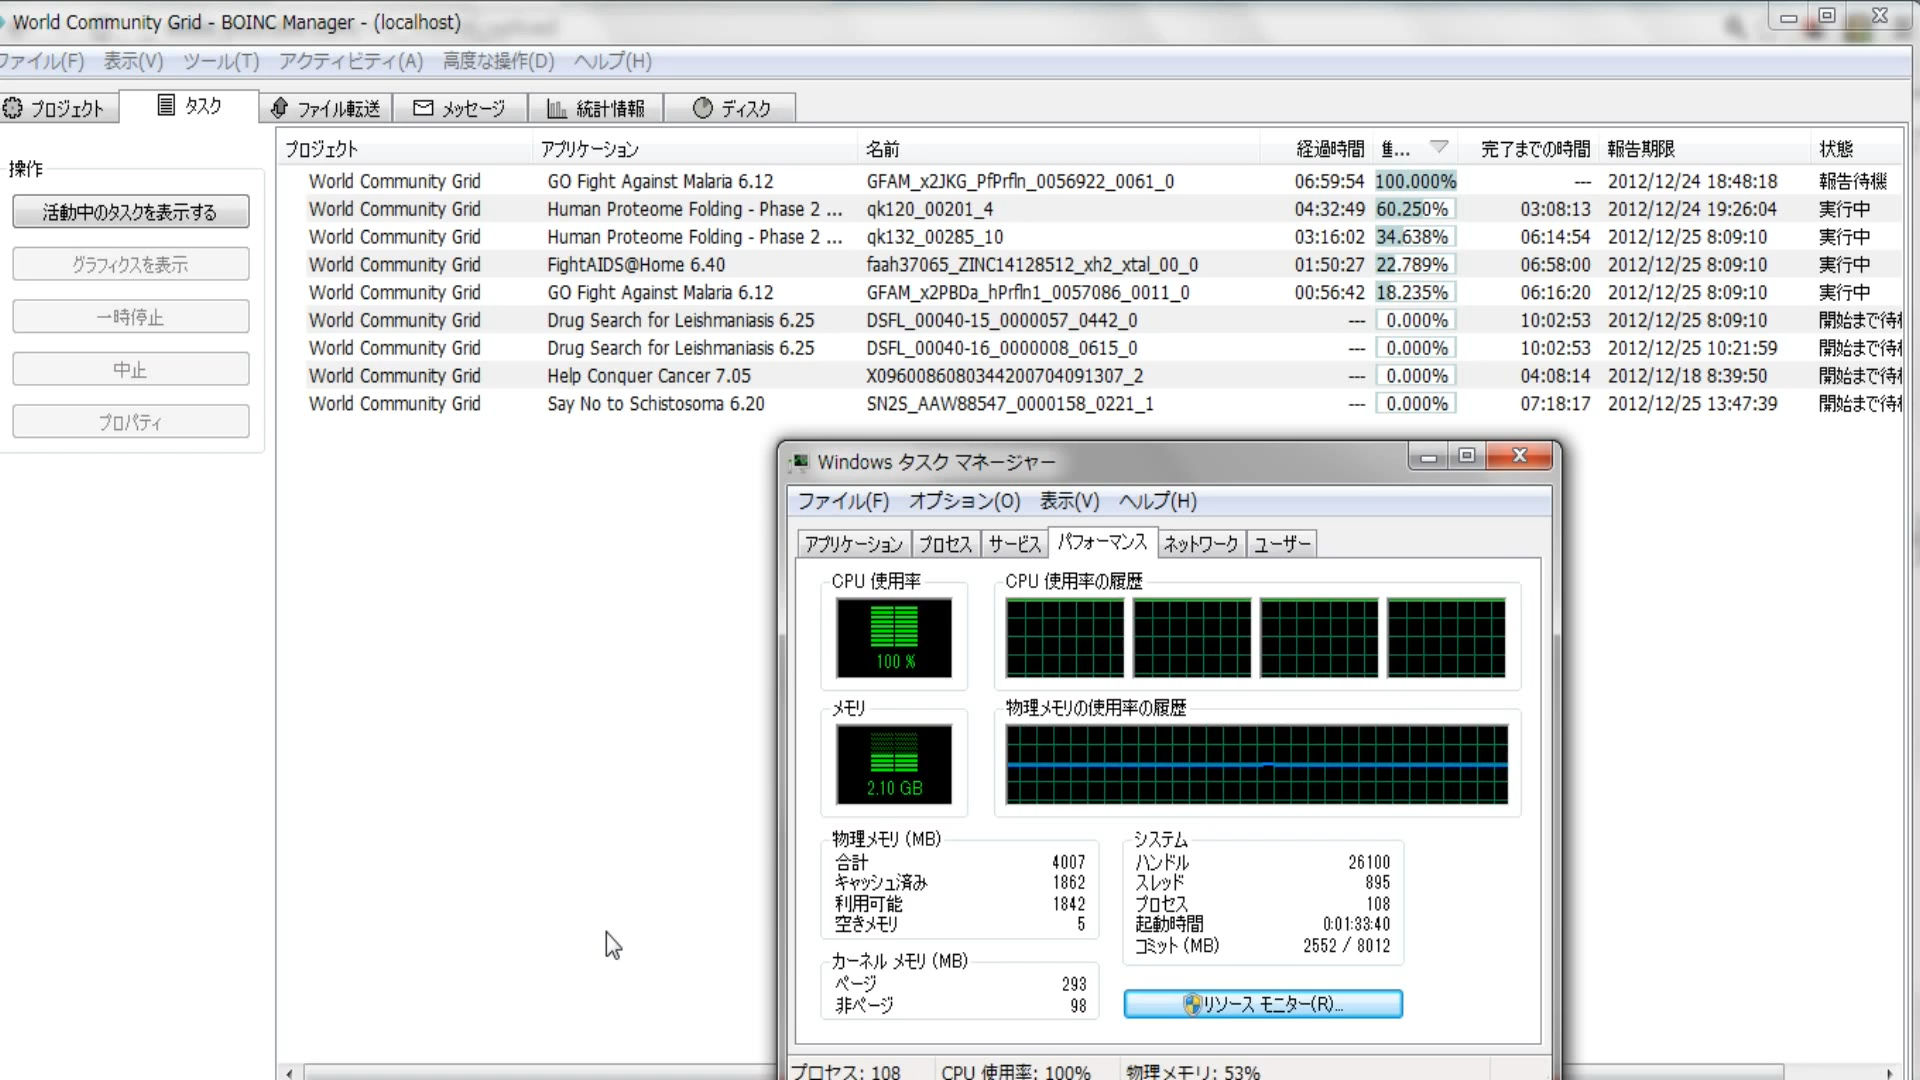 World Community Grid - BOINC Manager - (localhost)
ファイル(F) 表示(V) ツール(T) アクティビティ(A) 高度な操作(D) ヘルプ(H)
プロジェクト タスク ファイル転送 メッセージ 統計情報 ディスク
操作
活動中のタスクを表示する
グラフィクスを表示
一時停止
中止
プロパティ
プロジェクト アプリケーション 名前 経過時間 進... 完了までの時間 報告期限 状態
World Community Grid GO Fight Against Malaria 6.12 GFAM_x2JKG_PfPrfln_0056922_0061_0 06:59:54 100.000% --- 2012/12/24 18:48:18 報告待機
World Community Grid Human Proteome Folding - Phase 2 ... qk120_00201_4 04:32:49 60.250% 03:08:13 2012/12/24 19:26:04 実行中
World Community Grid Human Proteome Folding - Phase 2 ... qk132_00285_10 03:16:02 34.638% 06:14:54 2012/12/25 8:09:10 実行中
World Community Grid FightAIDS@Home 6.40 faah37065_ZINC14128512_xh2_xtal_00_0 01:50:27 22.789% 06:58:00 2012/12/25 8:09:10 実行中
World Community Grid GO Fight Against Malaria 6.12 GFAM_x2PBDa_hPrfln1_0057086_0011_0 00:56:42 18.235% 06:16:20 2012/12/25 8:09:10 実行中
World Community Grid Drug Search for Leishmaniasis 6.25 DSFL_00040-15_0000057_0442_0 --- 0.000% 10:02:53 2012/12/25 8:09:10 開始まで待機
World Community Grid Drug Search for Leishmaniasis 6.25 DSFL_00040-16_0000008_0615_0 --- 0.000% 10:02:53 2012/12/25 10:21:59 開始まで待機
World Community Grid Help Conquer Cancer 7.05 X0960086080344200704091307_2 --- 0.000% 04:08:14 2012/12/18 8:39:50 開始まで待機
World Community Grid Say No to Schistosoma 6.20 SN2S_AAW88547_0000158_0221_1 --- 0.000% 07:18:17 2012/12/25 13:47:39 開始まで待機
Windows タスク マネージャー
ファイル(F) オプション(O) 表示(V) ヘルプ(H)
アプリケーション プロセス サービス パフォーマンス ネットワーク ユーザー
CPU 使用率 CPU 使用率の履歴
100 %
メモリ 物理メモリの使用率の履歴
2.10 GB
物理メモリ (MB)
合計 4007
キャッシュ済み 1862
利用可能 1842
空きメモリ 5
カーネル メモリ (MB)
ページ 293
非ページ 98
システム
ハンドル 26100
スレッド 895
プロセス 108
起動時間 0:01:33:40
コミット (MB) 2552 / 8012
リソース モニター(R)...
プロセス: 108 CPU 使用率: 100% 物理メモリ: 53%